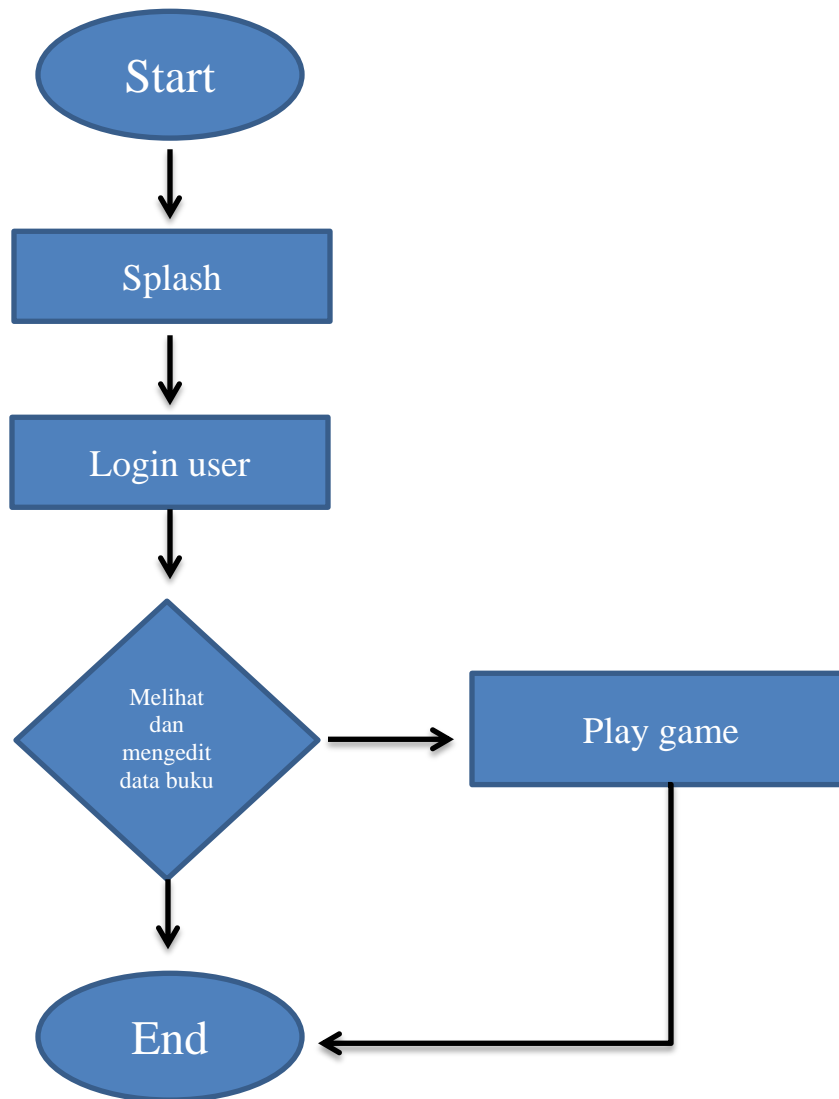 Start
Splash
Login user
Melihat
dan
mengedit
data buku
Play game
End